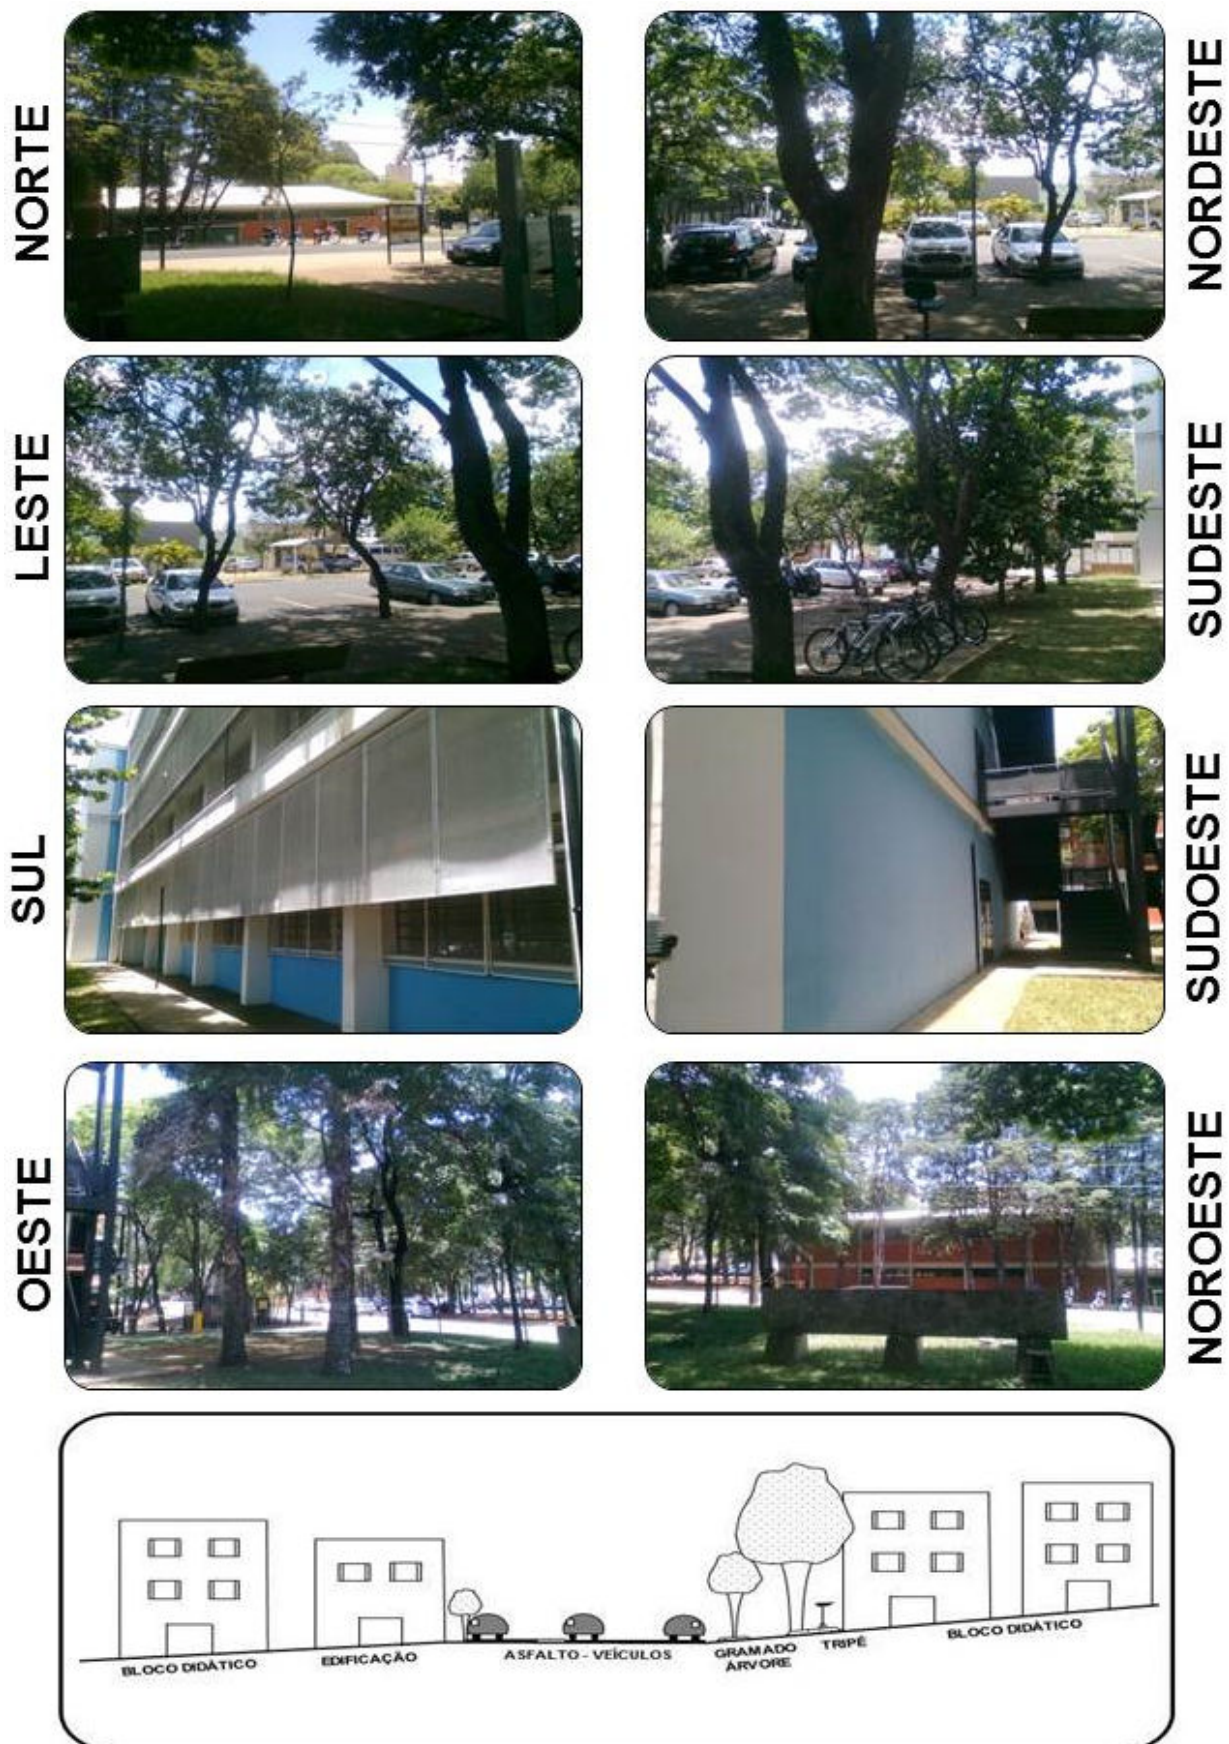 NORTE
NORDESTE
LESTE
SUDESTE
SUL
SUDOESTE
OESTE
NOROESTE
BLOCO DIDÁTICO
EDIFICAÇÃO
ASFALTO - VEÍCULOS
GRAMADO
ÁRVORE
TRIPÉ
BLOCO DIDÁTICO